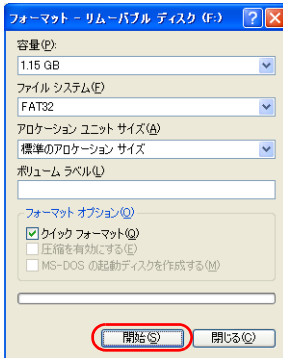 フォーマット - リムーバブル ディスク (F:)
容量(P):
1.15 GB
ファイル システム(F)
FAT32
アロケーション ユニット サイズ(A)
標準のアロケーション サイズ
ボリューム ラベル(L)
フォーマット オプション(O)
クイック フォーマット(Q)
圧縮を有効にする(E)
MS-DOS の起動ディスクを作成する(M)
開始(S)
閉じる(C)